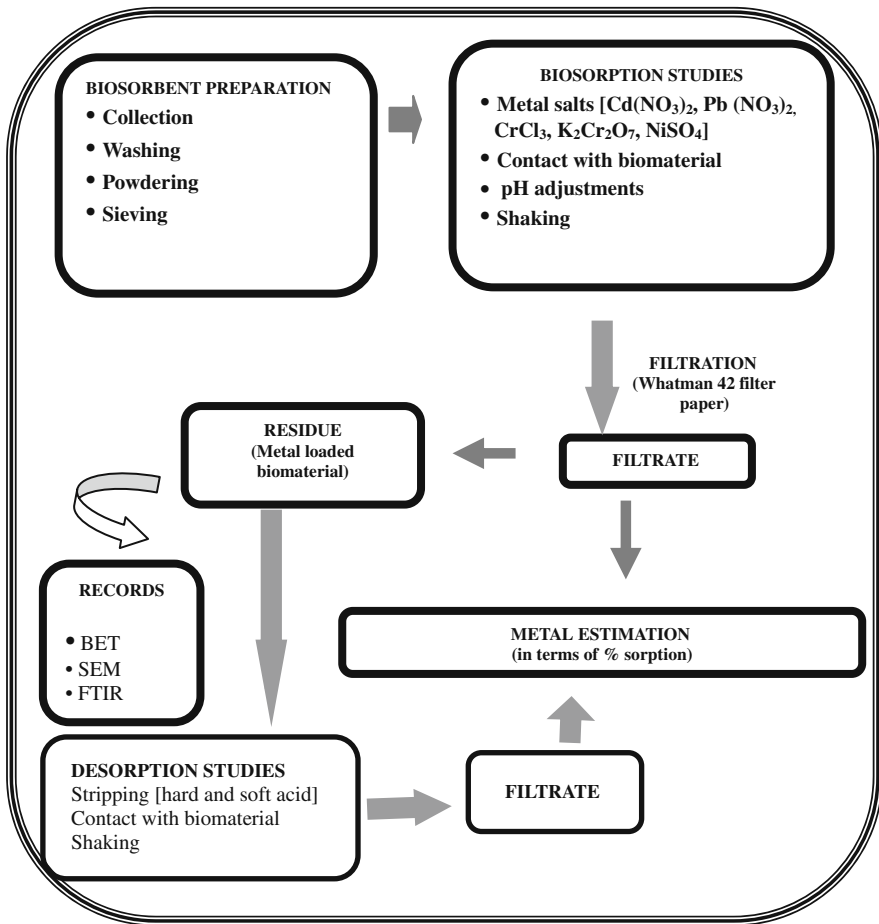 BIOSORBENT PREPARATION
• Collection
• Washing
• Powdering
• Sieving
BIOSORPTION STUDIES
• Metal salts [Cd(NO₃)₂, Pb (NO₃)₂,
CrCl₃, K₂Cr₂O₇, NiSO₄]
• Contact with biomaterial
• pH adjustments
• Shaking
FILTRATION
(Whatman 42 filter
paper)
RESIDUE
(Metal loaded
biomaterial)
FILTRATE
RECORDS
• BET
• SEM
• FTIR
METAL ESTIMATION
(in terms of % sorption)
DESORPTION STUDIES
Stripping [hard and soft acid]
Contact with biomaterial
Shaking
FILTRATE